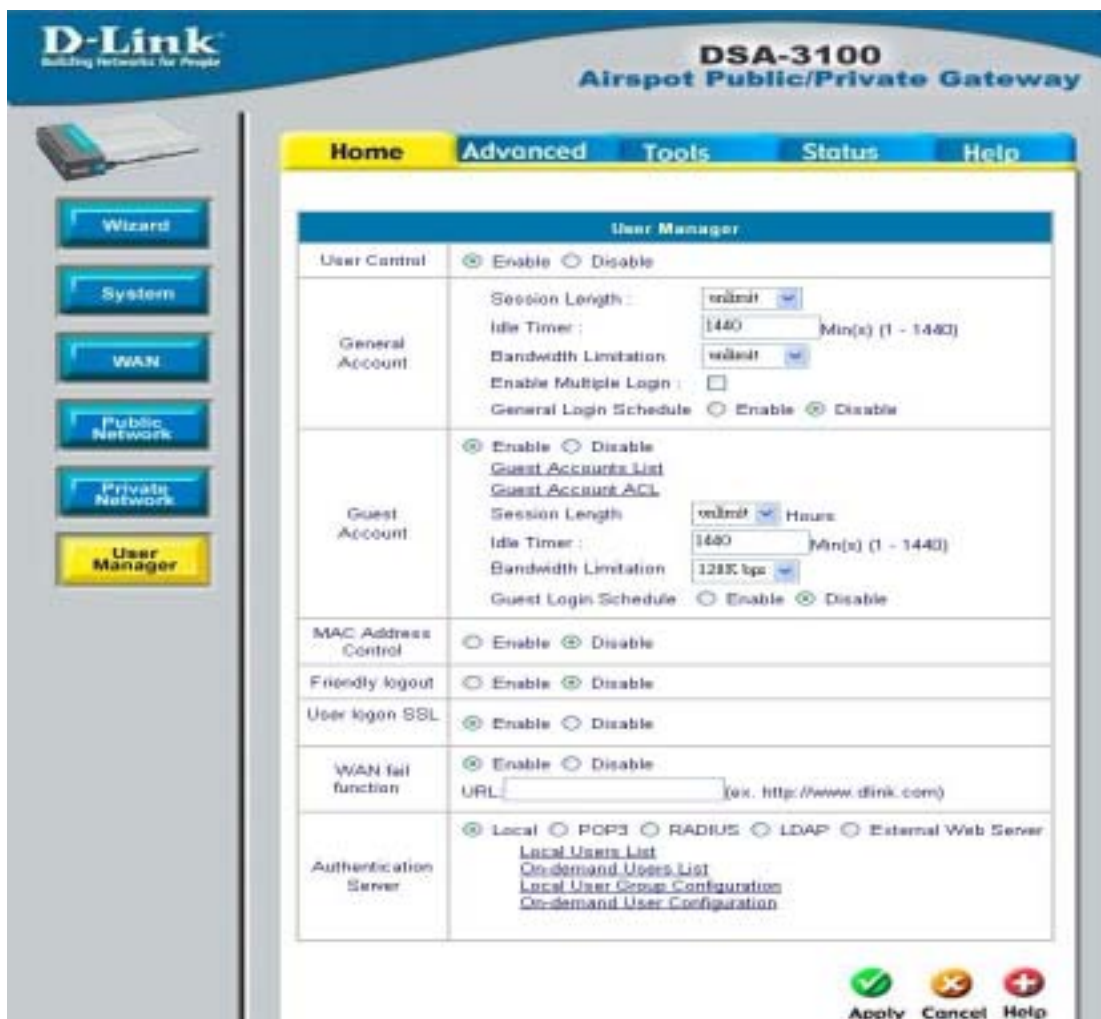 D-Link
Building Networks for People
DSA-3100
Airspot Public/Private Gateway
Home Advanced Tools Status Help
Wizard
System
WAN
Public Network
Private Network
User Manager
User Manager
User Control Enable Disable
General Account
Session Length : unlimit
Idle Timer : 1440 Min(s) (1 - 1440)
Bandwidth Limitation unlimit
Enable Multiple Login :
General Login Schedule Enable Disable
Guest Account
Enable Disable
Guest Accounts List
Guest Account ACL
Session Length unlimit Hours
Idle Timer : 1440 Min(s) (1 - 1440)
Bandwidth Limitation 128K bps
Guest Login Schedule Enable Disable
MAC Address Control Enable Disable
Friendly logout Enable Disable
User logon SSL Enable Disable
WAN fail function
Enable Disable
URL: (ex. http://www.dlink.com)
Authentication Server
Local POP3 RADIUS LDAP External Web Server
Local Users List
On-demand Users List
Local User Group Configuration
On-demand User Configuration
Apply Cancel Help